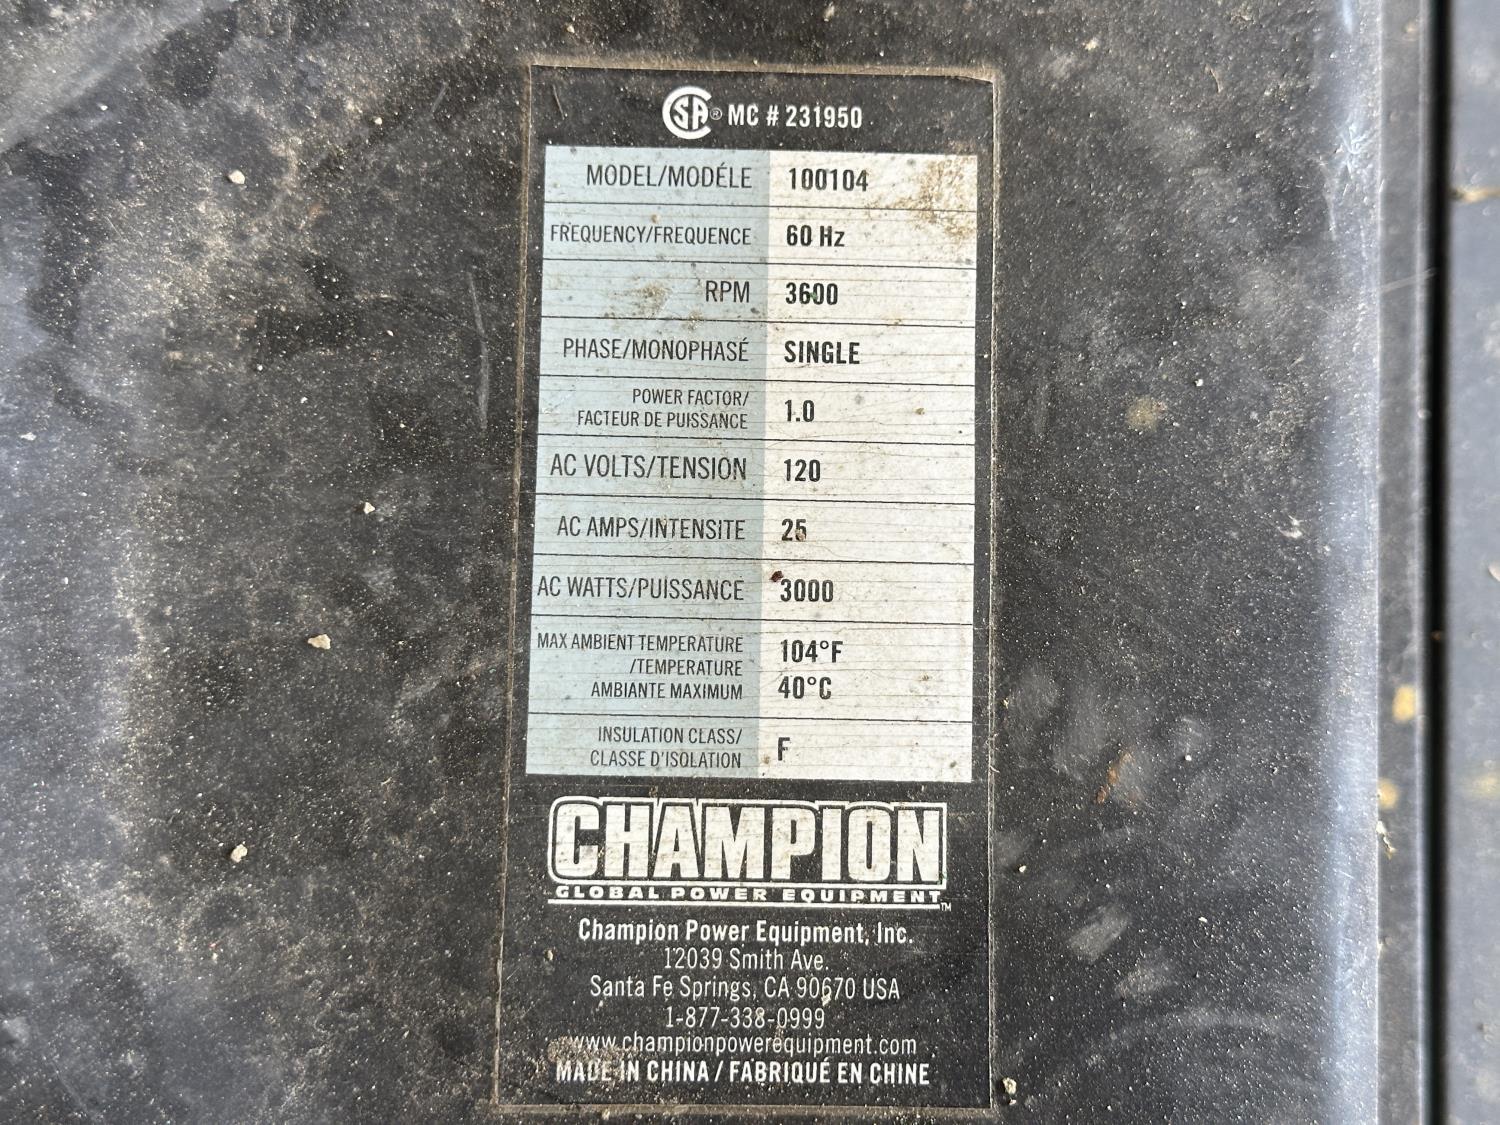 CSA® MC # 231950
MODEL/MODÉLE 100104
FREQUENCY/FREQUENCE 60 Hz
RPM 3600
PHASE/MONOPHASÉ SINGLE
POWER FACTOR/
FACTEUR DE PUISSANCE 1.0
AC VOLTS/TENSION 120
AC AMPS/INTENSITE 25
AC WATTS/PUISSANCE 3000
MAX AMBIENT TEMPERATURE 104°F
/TEMPERATURE
AMBIANTE MAXIMUM 40°C
INSULATION CLASS/
CLASSE D'ISOLATION F
CHAMPION
GLOBAL POWER EQUIPMENT™
Champion Power Equipment, Inc.
12039 Smith Ave.
Santa Fe Springs, CA 90670 USA
1-877-338-0999
www.championpowerequipment.com
MADE IN CHINA / FABRIQUÉ EN CHINE